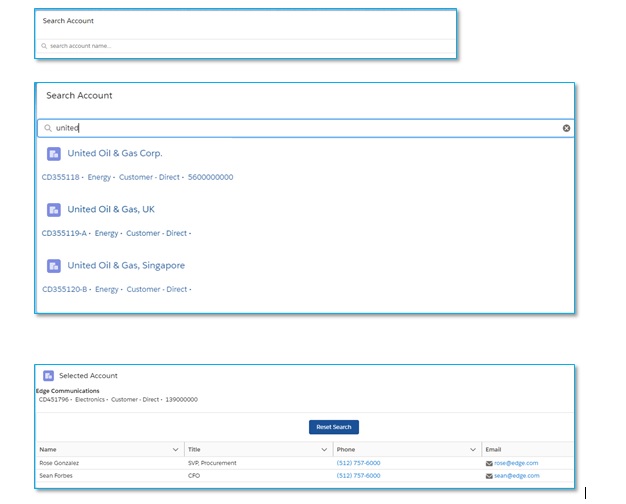 Search Account
search account name...
Search Account
united
United Oil & Gas Corp.
CD355118 • Energy • Customer - Direct • 5600000000
United Oil & Gas, UK
CD355119-A • Energy • Customer - Direct •
United Oil & Gas, Singapore
CD355120-B • Energy • Customer - Direct •
Selected Account
Edge Communications
CD451796 • Electronics • Customer - Direct • 139000000
Reset Search
Name Title Phone Email
Rose Gonzalez SVP, Procurement (512) 757-6000 rose@edge.com
Sean Forbes CFO (512) 757-6000 sean@edge.com